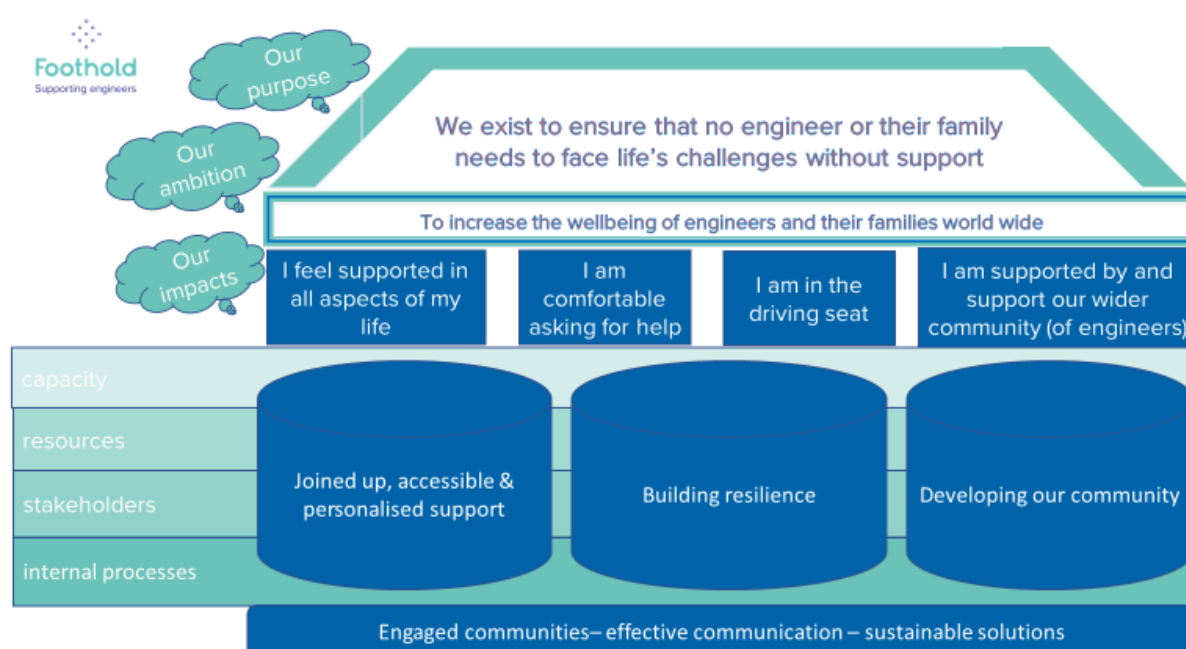 Foothold
Supporting engineers
Our
purpose
We exist to ensure that no engineer or their family
needs to face life's challenges without support
Our
ambition
To increase the wellbeing of engineers and their families world wide
Our
impacts
I feel supported in
all aspects of my
life
I am
comfortable
asking for help
I am in the
driving seat
I am supported by and
support our wider
community (of engineers)
capacity
resources
stakeholders
internal processes
Joined up, accessible &
personalised support
Building resilience
Developing our community
Engaged communities– effective communication – sustainable solutions